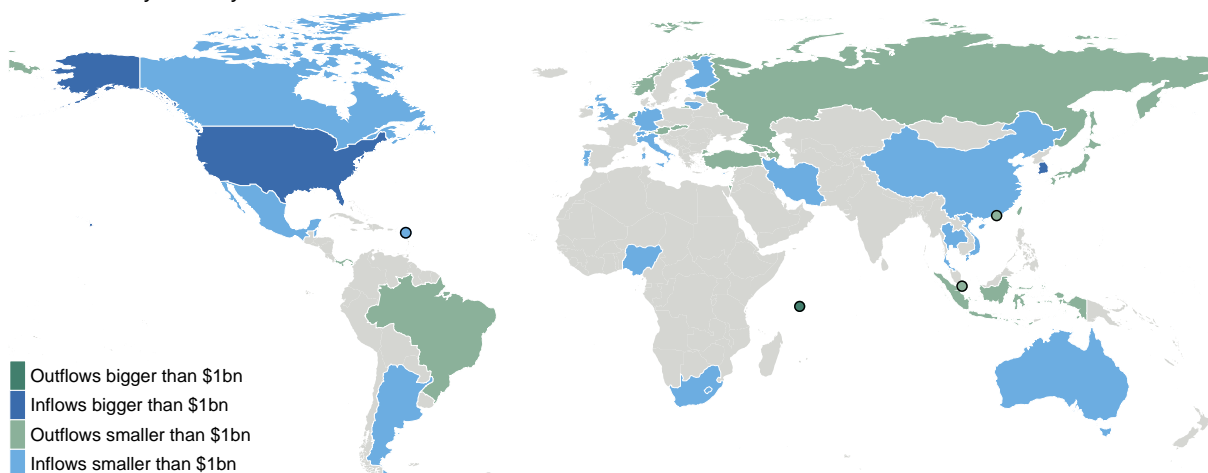 Outflows bigger than $1bn
Inflows bigger than $1bn
Outflows smaller than $1bn
Inflows smaller than $1bn